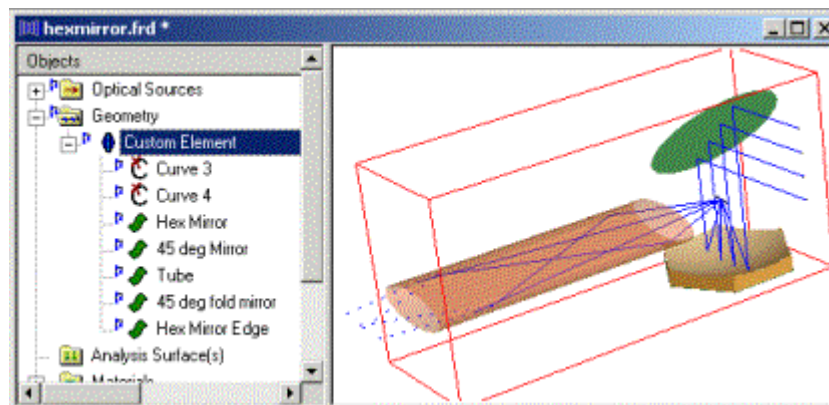 hexmirror.frd *
Objects
Optical Sources
Geometry
Custom Element
Curve 3
Curve 4
Hex Mirror
45 deg Mirror
Tube
45 deg fold mirror
Hex Mirror Edge
Analysis Surface(s)
Materials